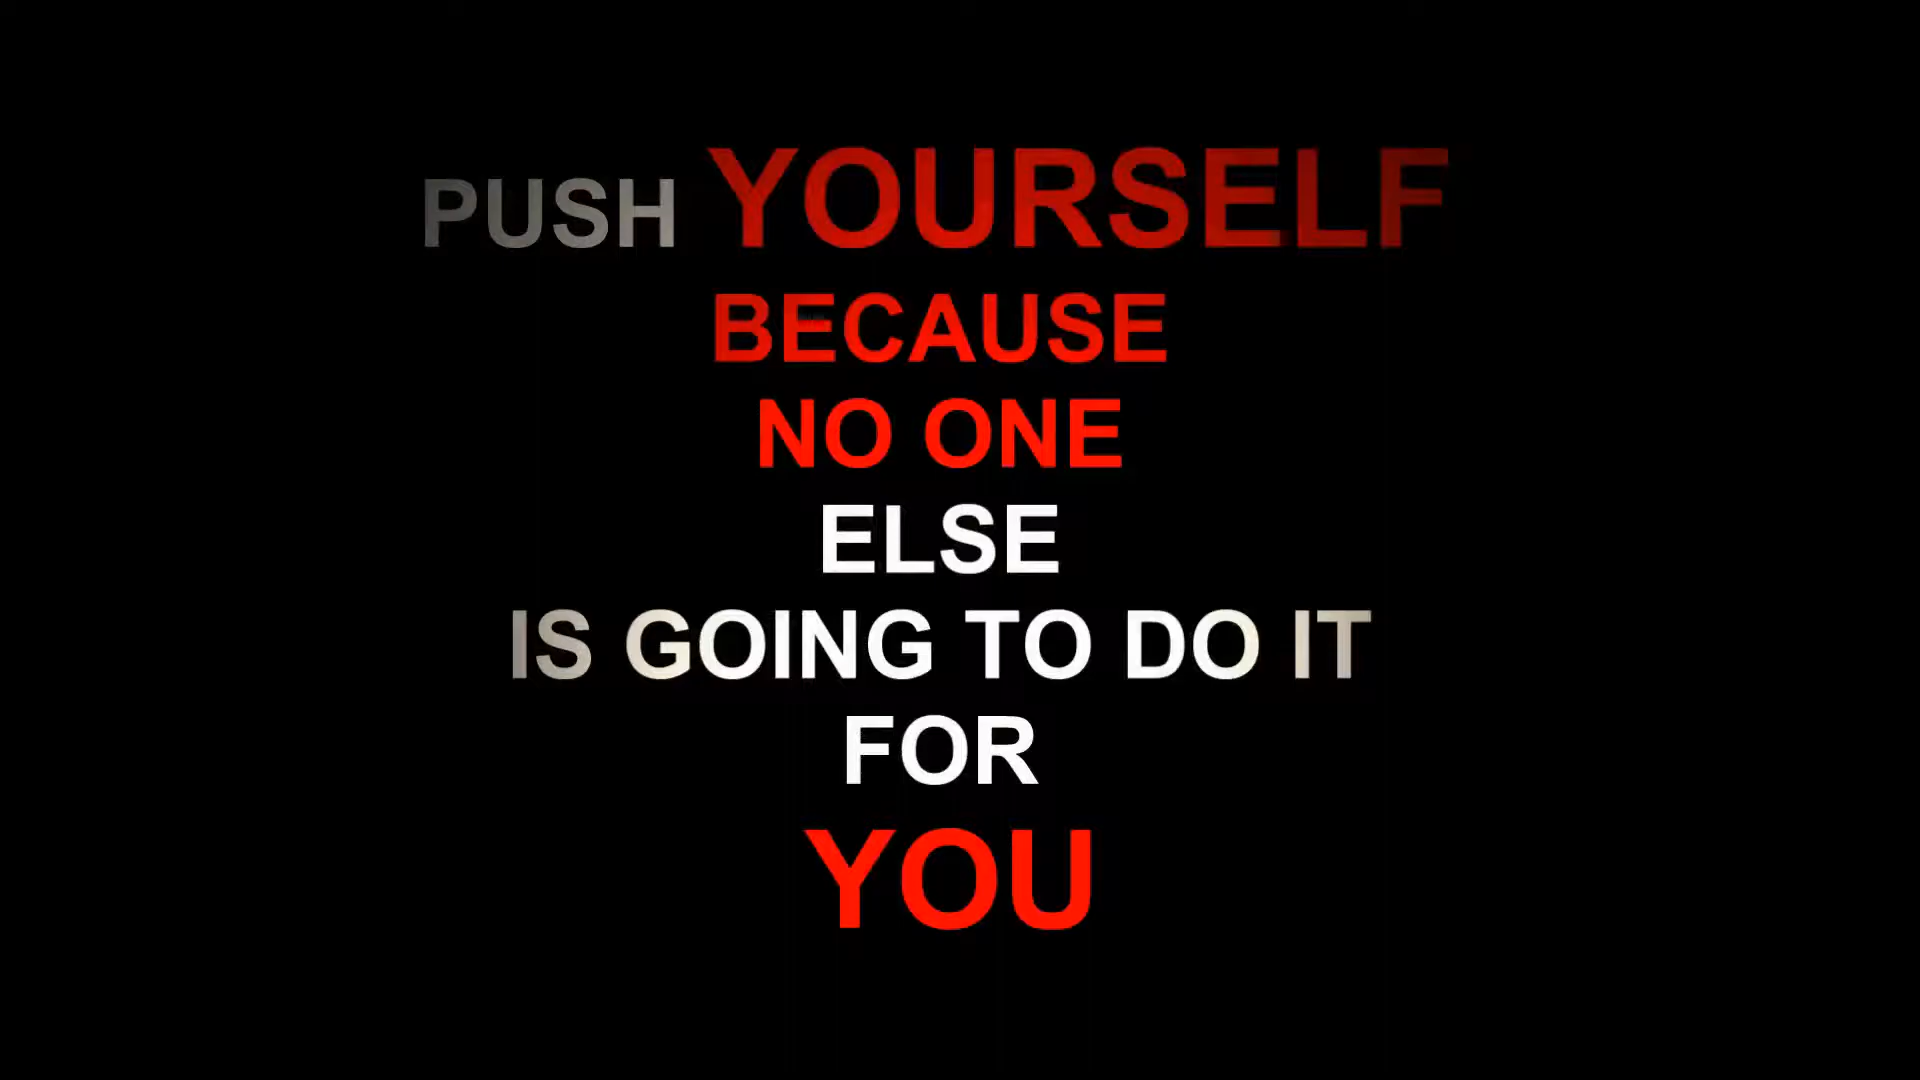 PUSH YOURSELF
BECAUSE
NO ONE
ELSE
IS GOING TO DO IT
FOR
YOU